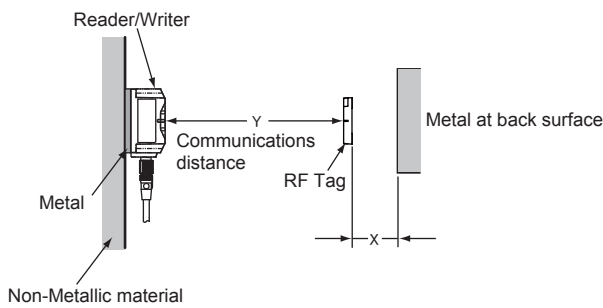 Reader/Writer
Y
Metal at back surface
Communications
distance
RF Tag
Metal
X
Non-Metallic material